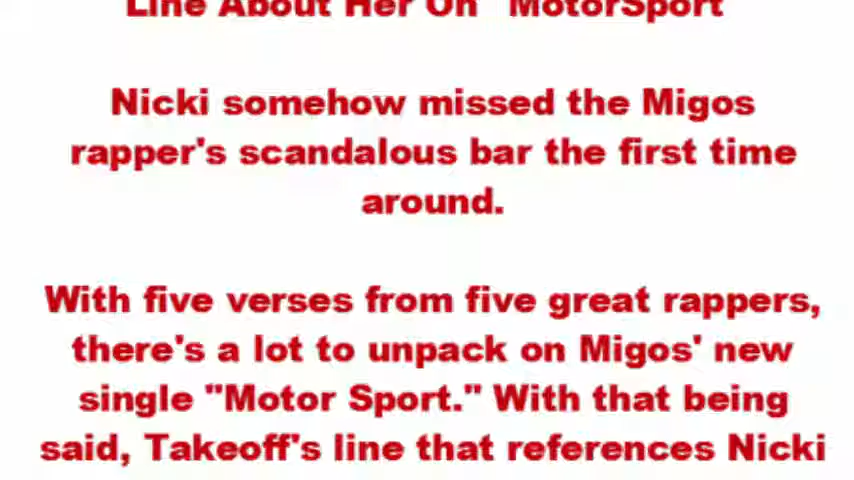 Line About Her On "MotorSport"
Nicki somehow missed the Migos
rapper's scandalous bar the first time
around.
With five verses from five great rappers,
there's a lot to unpack on Migos' new
single "Motor Sport." With that being
said, Takeoff's line that references Nicki